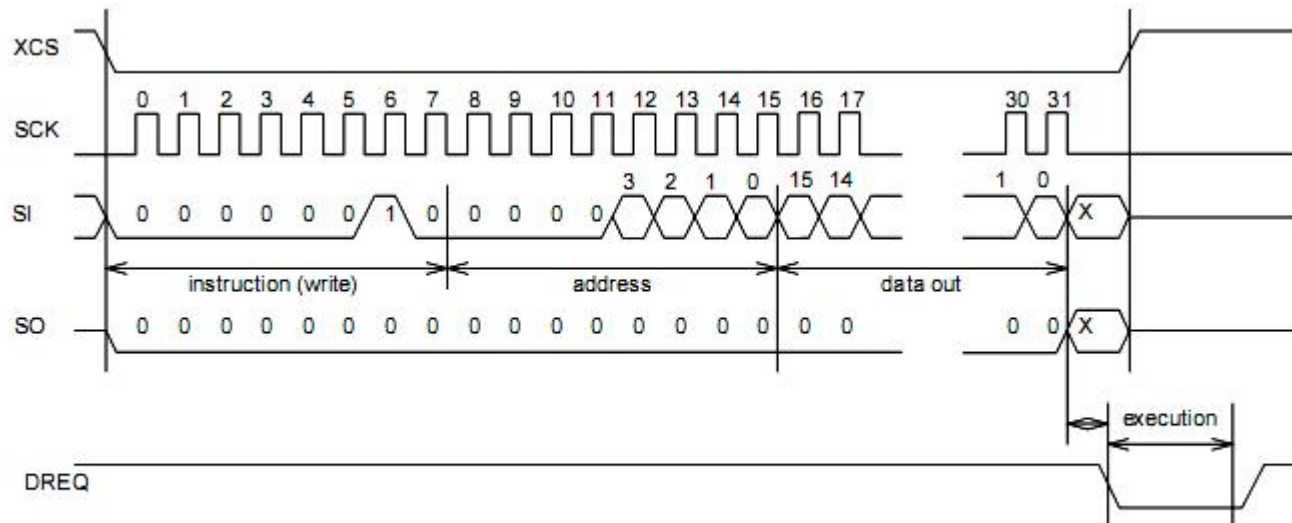 XCS
0 1 2 3 4 5 6 7 8 9 10 11 12 13 14 15 16 17 30 31
SCK
3 2 1 0 15 14 1 0
SI 0 0 0 0 0 0 1 0 0 0 0 0 X
instruction (write) address data out
SO 0 0 0 0 0 0 0 0 0 0 0 0 0 0 0 0 0 0 0 0 X
execution
DREQ